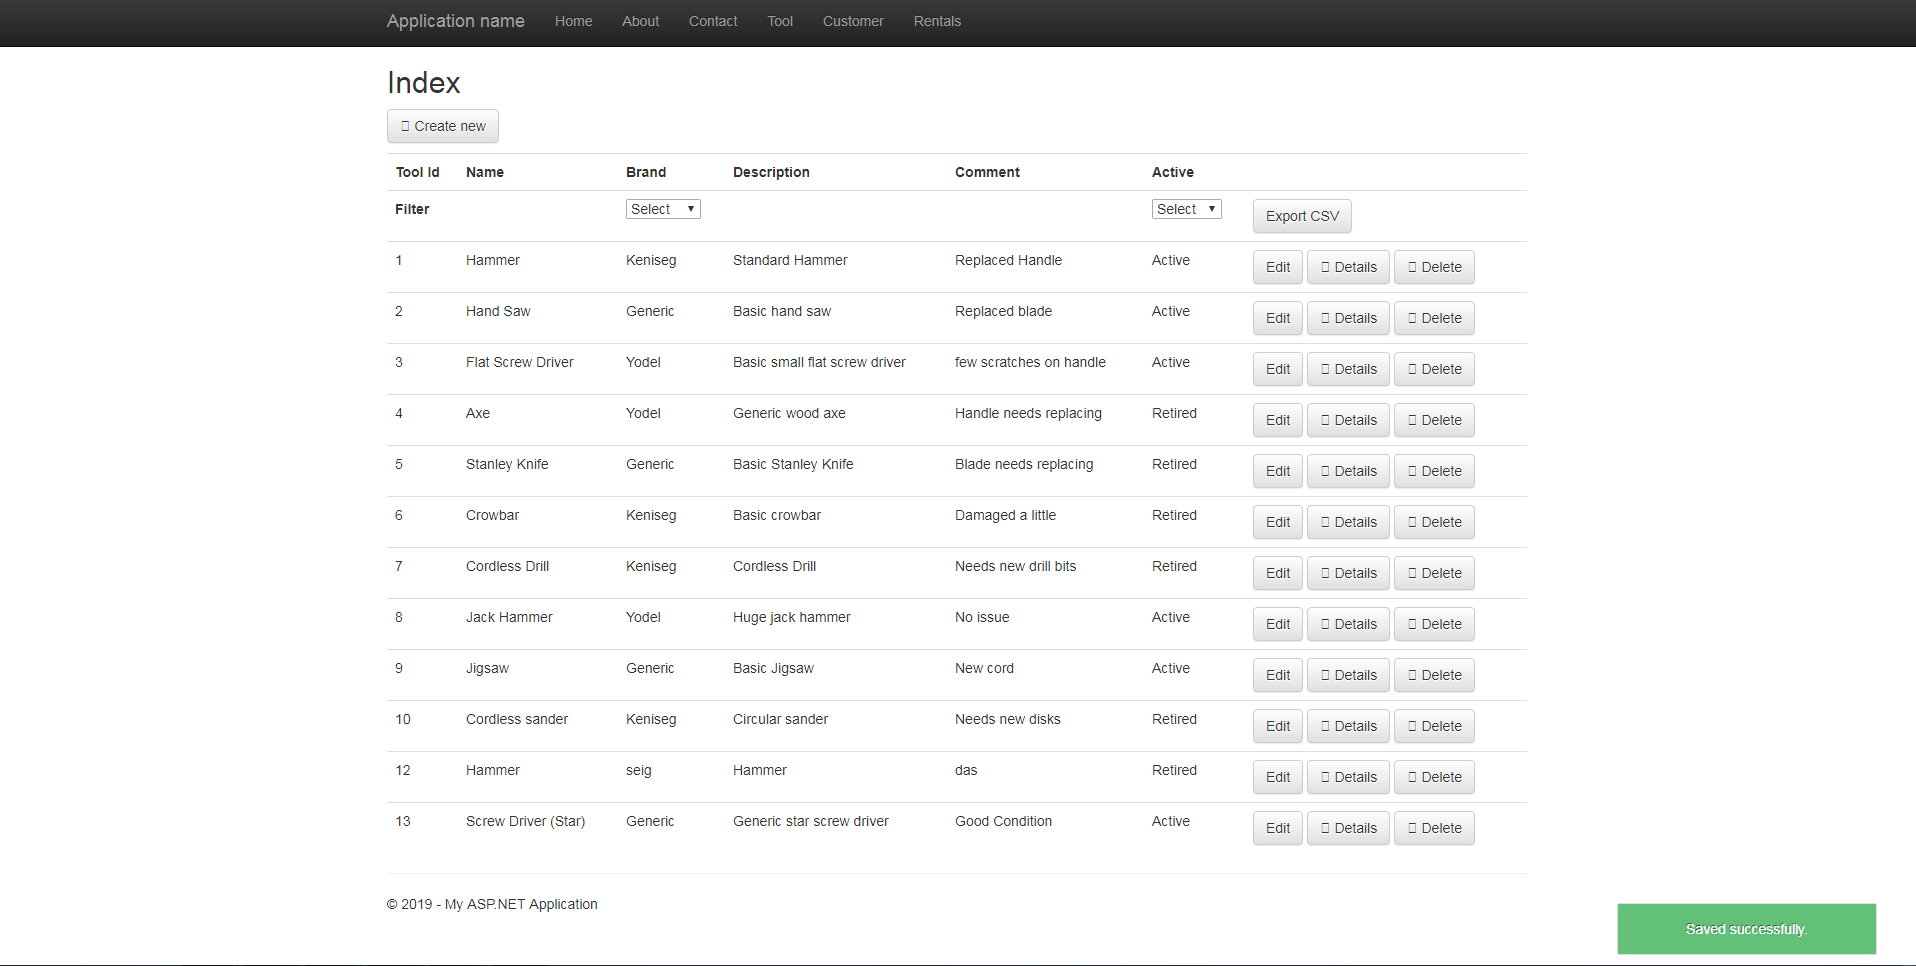 Application name Home About Contact Tool Customer Rentals
Index
Create new
Tool Id Name Brand Description Comment Active
Filter Select Select Export CSV
1 Hammer Keniseg Standard Hammer Replaced Handle Active Edit Details Delete
2 Hand Saw Generic Basic hand saw Replaced blade Active Edit Details Delete
3 Flat Screw Driver Yodel Basic small flat screw driver few scratches on handle Active Edit Details Delete
4 Axe Yodel Generic wood axe Handle needs replacing Retired Edit Details Delete
5 Stanley Knife Generic Basic Stanley Knife Blade needs replacing Retired Edit Details Delete
6 Crowbar Keniseg Basic crowbar Damaged a little Retired Edit Details Delete
7 Cordless Drill Keniseg Cordless Drill Needs new drill bits Retired Edit Details Delete
8 Jack Hammer Yodel Huge jack hammer No issue Active Edit Details Delete
9 Jigsaw Generic Basic Jigsaw New cord Active Edit Details Delete
10 Cordless sander Keniseg Circular sander Needs new disks Retired Edit Details Delete
12 Hammer seig Hammer das Retired Edit Details Delete
13 Screw Driver (Star) Generic Generic star screw driver Good Condition Active Edit Details Delete
© 2019 - My ASP.NET Application
Saved successfully.